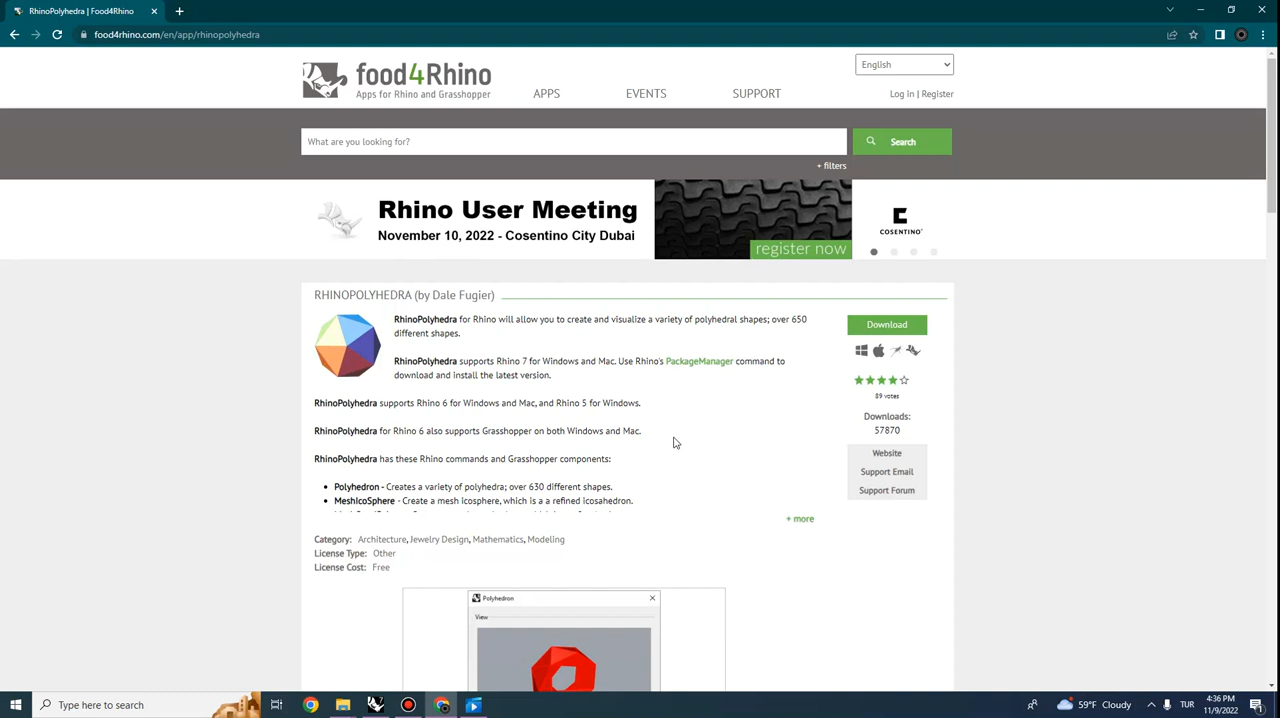 RhinoPolyhedra | Food4Rhino
food4rhino.com/en/app/rhinopolyhedra
food4Rhino
Apps for Rhino and Grasshopper
APPS
EVENTS
SUPPORT
English
Log in | Register
What are you looking for?
Search
+ filters
Rhino User Meeting
November 10, 2022 - Cosentino City Dubai
register now
COSENTINO
RHINOPOLYHEDRA (by Dale Fugier)
RhinoPolyhedra for Rhino will allow you to create and visualize a variety of polyhedral shapes; over 650
different shapes.
RhinoPolyhedra supports Rhino 7 for Windows and Mac. Use Rhino's PackageManager command to
download and install the latest version.
RhinoPolyhedra supports Rhino 6 for Windows and Mac, and Rhino 5 for Windows.
RhinoPolyhedra for Rhino 6 also supports Grasshopper on both Windows and Mac.
RhinoPolyhedra has these Rhino commands and Grasshopper components:
• Polyhedron - Creates a variety of polyhedra; over 630 different shapes.
• MeshIcoSphere - Create a mesh icosphere, which is a a refined icosahedron.
+ more
Download
89 votes
Downloads:
57870
Website
Support Email
Support Forum
Category: Architecture, Jewelry Design, Mathematics, Modeling
License Type: Other
License Cost: Free
Polyhedron
View
Type here to search
59°F Cloudy
TUR
4:36 PM
11/9/2022